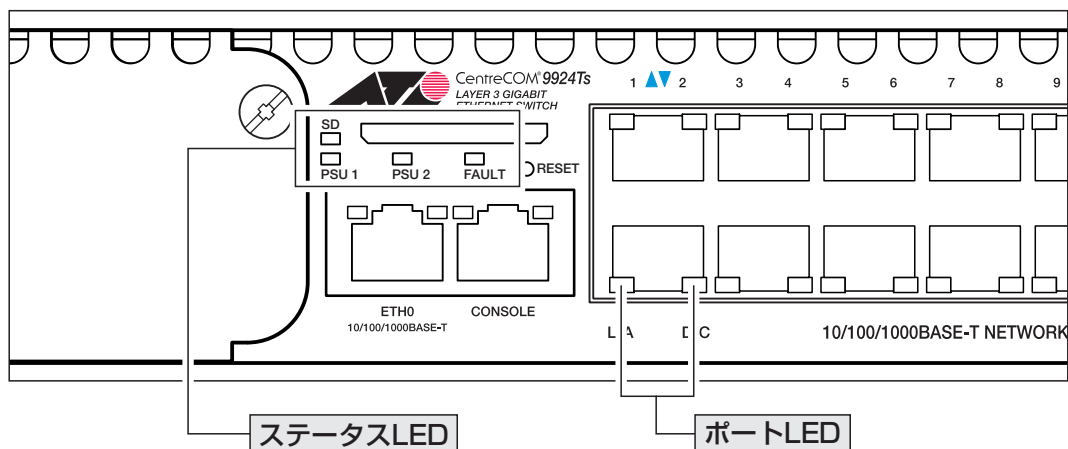 CentreCOM® 9924Ts
LAYER 3 GIGABIT
ETHERNET SWITCH
1 2 3 4 5 6 7 8 9
SD
PSU 1 PSU 2 FAULT RESET
ETH0 CONSOLE
10/100/1000BASE-T
L A D C 10/100/1000BASE-T NETWORK
ステータスLED ポートLED